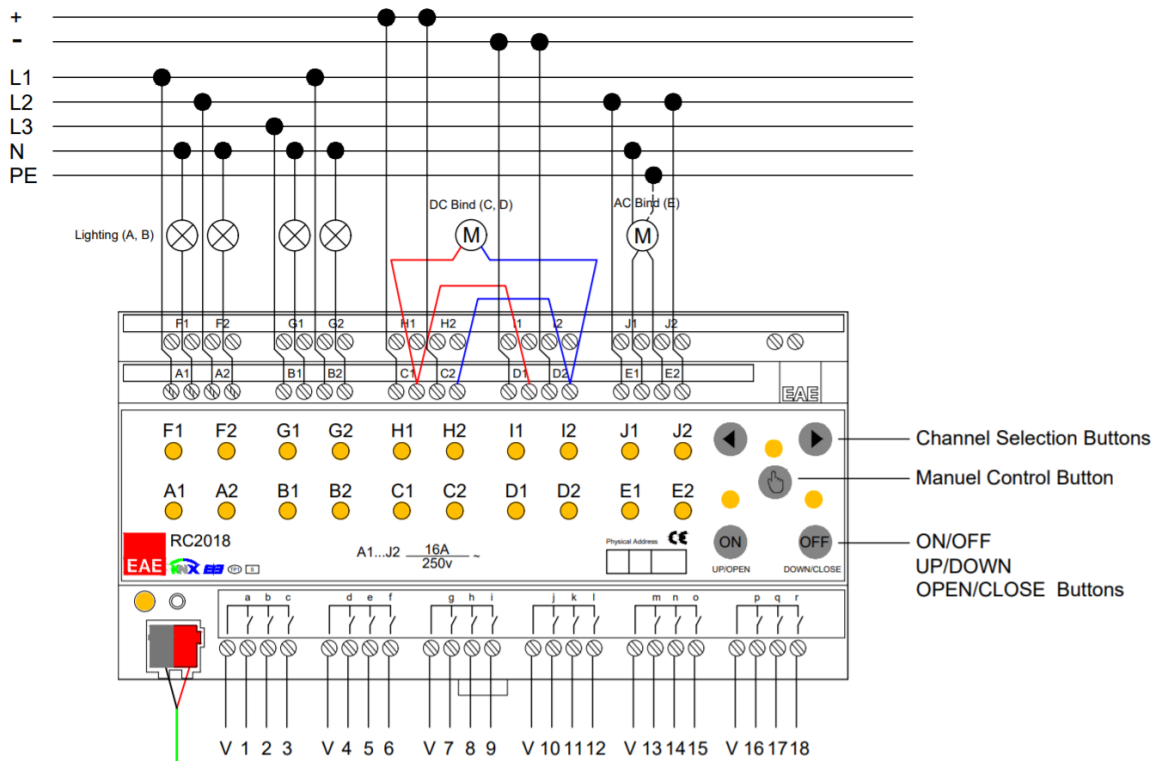 +
-
L1
L2
L3
N
PE
DC Bind (C, D)
AC Bind (E)
Lighting (A, B)
M
M
F1 F2 G1 G2 H1 H2 I1 I2 J1 J2
A1 A2 B1 B2 C1 C2 D1 D2 E1 E2
EAE
F1 F2 G1 G2 H1 H2 I1 I2 J1 J2
Channel Selection Buttons
Manuel Control Button
A1 A2 B1 B2 C1 C2 D1 D2 E1 E2
RC2018
EAE
KNX
TP1
S
A1...J2 16A ~
250v
Physical Address CE
ON
OFF
UP/OPEN
DOWN/CLOSE
ON/OFF
UP/DOWN
OPEN/CLOSE Buttons
a b c d e f g h i j k l m n o p q r
V 1 2 3 V 4 5 6 V 7 8 9 V 10 11 12 V 13 14 15 V 16 17 18